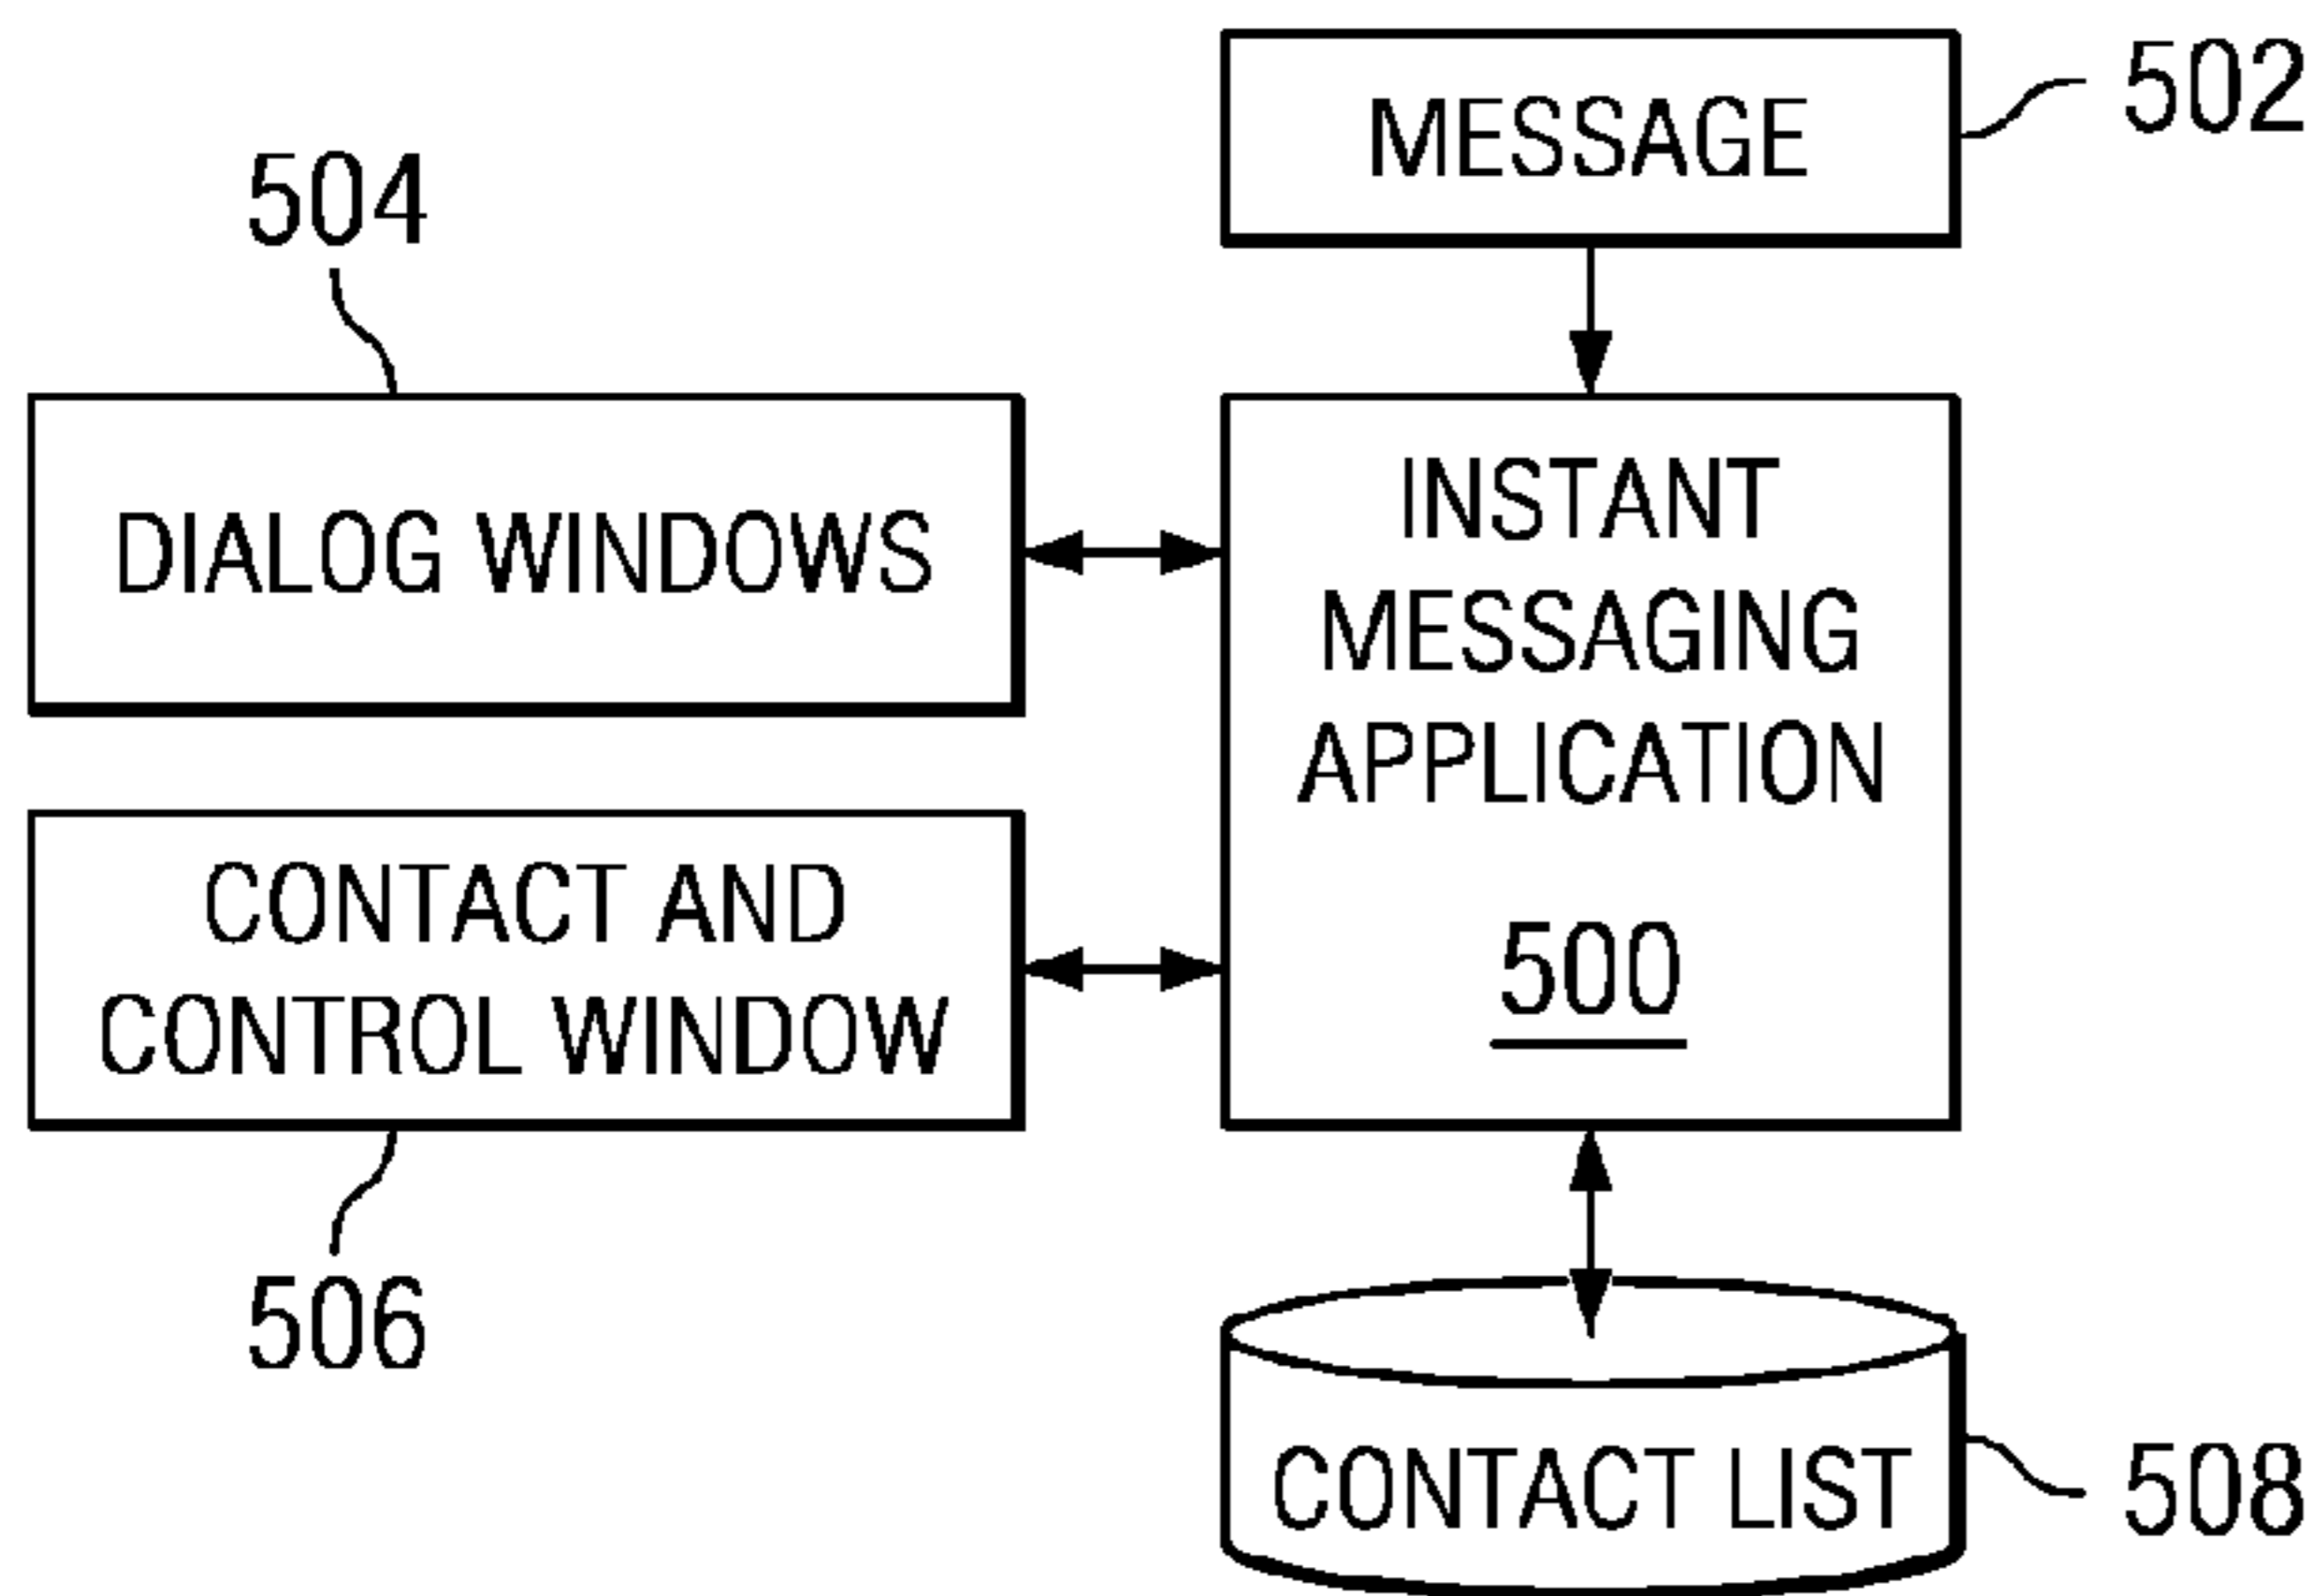 MESSAGE
502
504
DIALOG WINDOWS
INSTANT
MESSAGING
APPLICATION
500
CONTACT AND
CONTROL WINDOW
506
CONTACT LIST
508